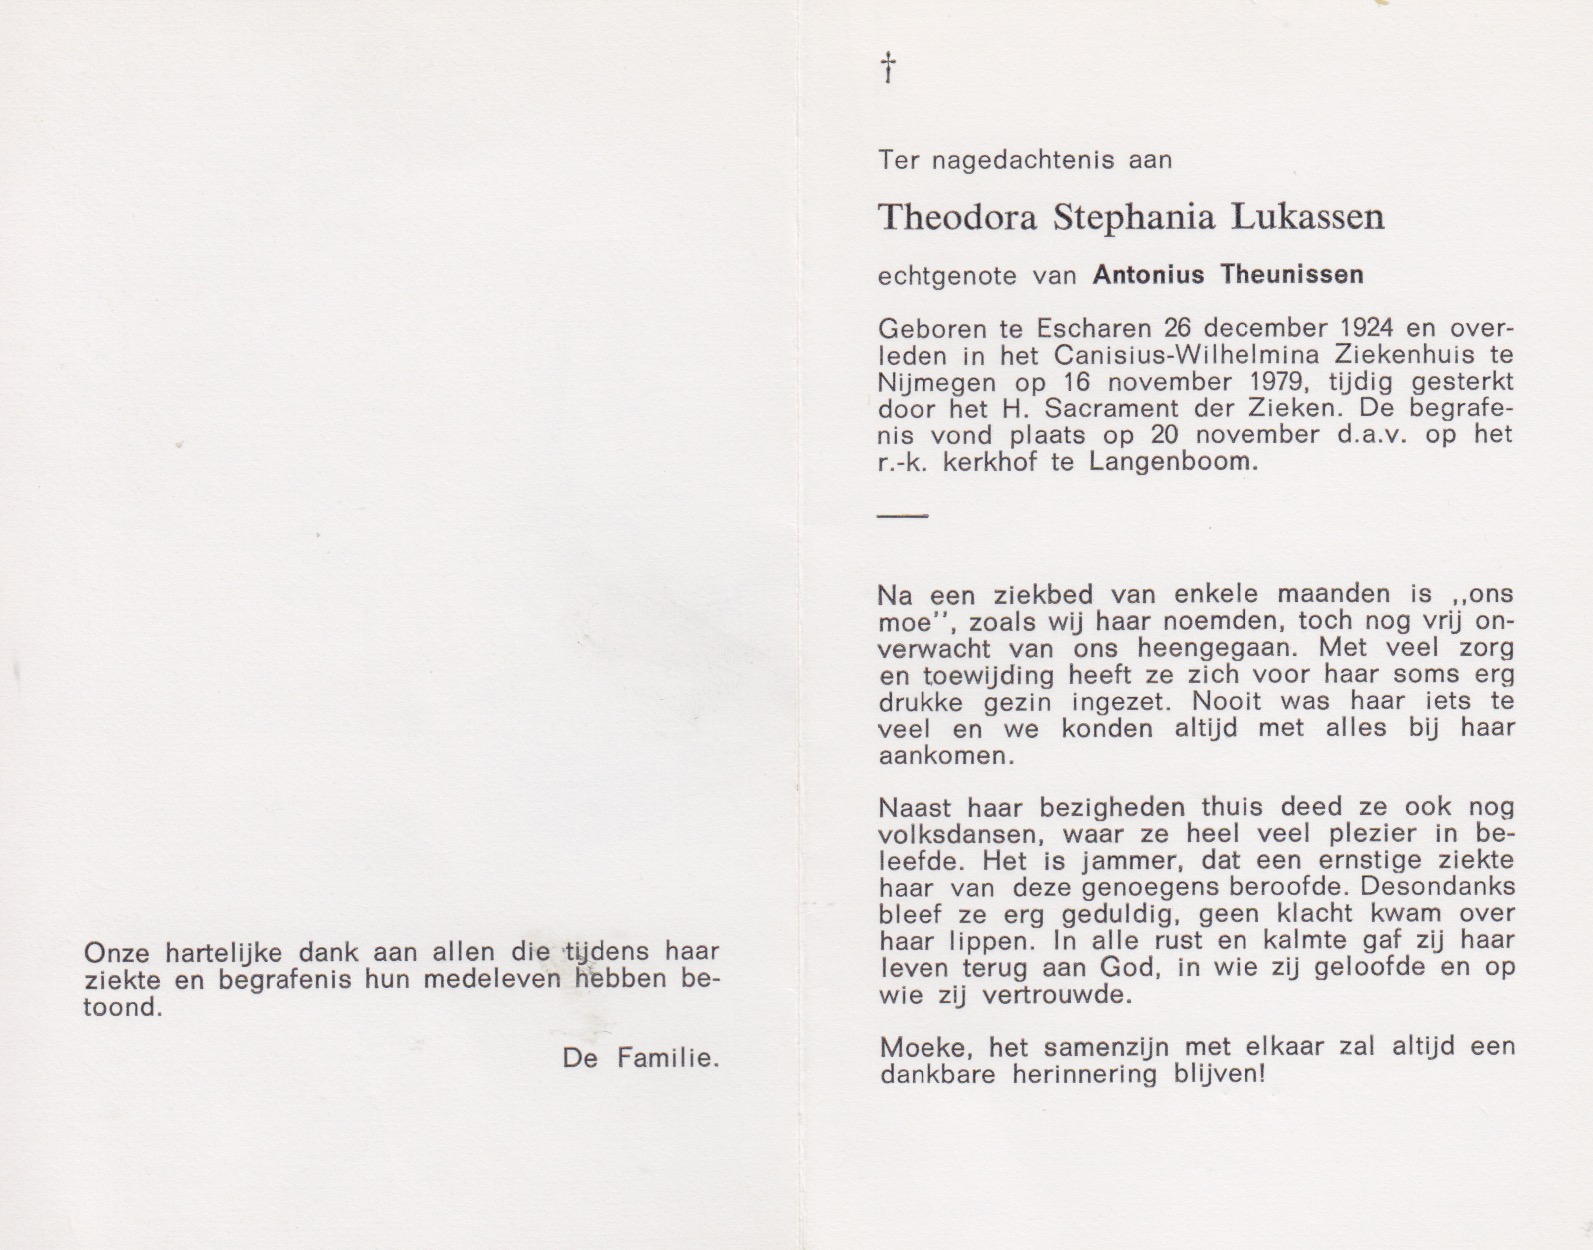 Onze hartelijke dank aan allen die tijdens haar
ziekte en begrafenis hun medeleven hebben be-
toond.
De Familie.
†
Ter nagedachtenis aan
Theodora Stephania Lukassen
echtgenote van Antonius Theunissen
Geboren te Escharen 26 december 1924 en over-
leden in het Canisius-Wilhelmina Ziekenhuis te
Nijmegen op 16 november 1979, tijdig gesterkt
door het H. Sacrament der Zieken. De begrafe-
nis vond plaats op 20 november d.a.v. op het
r.-k. kerkhof te Langenboom.
Na een ziekbed van enkele maanden is ,,ons
moe'', zoals wij haar noemden, toch nog vrij on-
verwacht van ons heengegaan. Met veel zorg
en toewijding heeft ze zich voor haar soms erg
drukke gezin ingezet. Nooit was haar iets te
veel en we konden altijd met alles bij haar
aankomen.
Naast haar bezigheden thuis deed ze ook nog
volksdansen, waar ze heel veel plezier in be-
leefde. Het is jammer, dat een ernstige ziekte
haar van deze genoegens beroofde. Desondanks
bleef ze erg geduldig, geen klacht kwam over
haar lippen. In alle rust en kalmte gaf zij haar
leven terug aan God, in wie zij geloofde en op
wie zij vertrouwde.
Moeke, het samenzijn met elkaar zal altijd een
dankbare herinnering blijven!